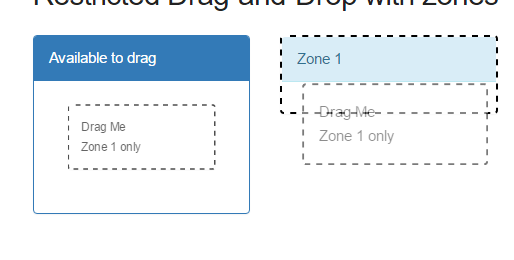 Restricted Drag and Drop with zones
Available to drag
Zone 1
Drag Me
Zone 1 only
Drag Me
Zone 1 only